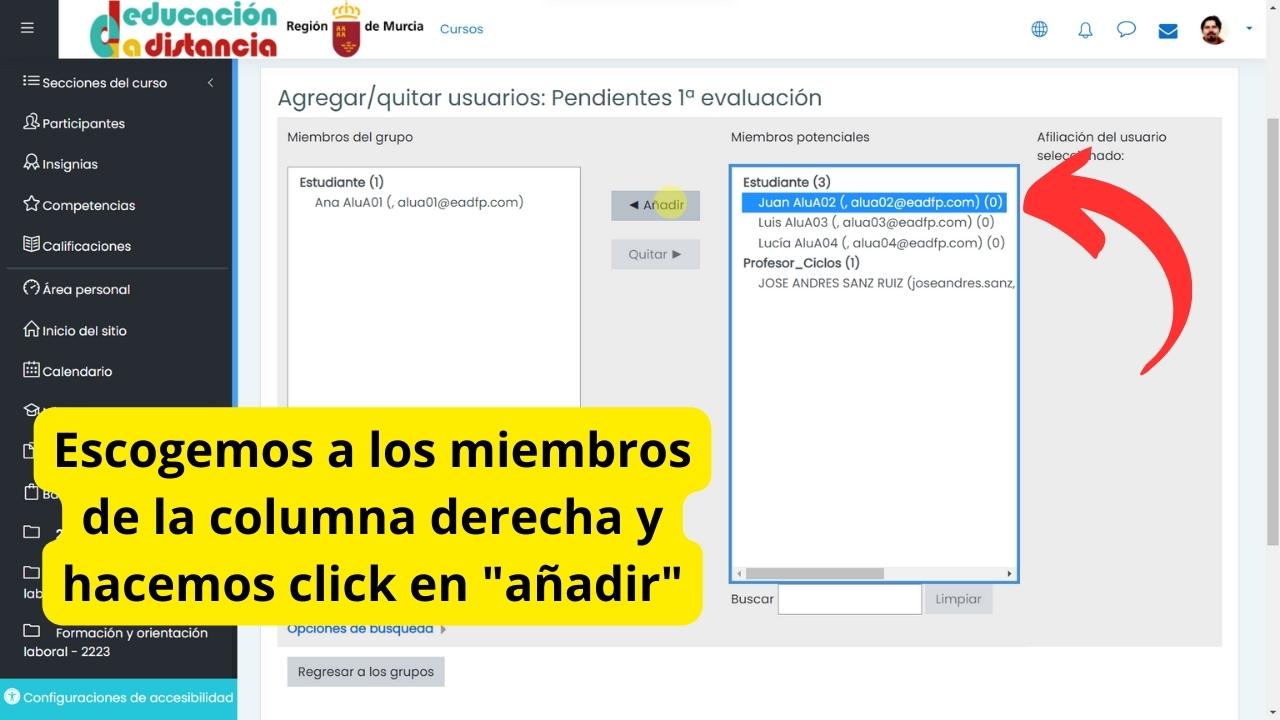 educación
a distancia
Región de Murcia
Cursos
Secciones del curso
Participantes
Insignias
Competencias
Calificaciones
Área personal
Inicio del sitio
Calendario
Formación y orientación
laboral - 2223
Configuraciones de accesibilidad
Agregar/quitar usuarios: Pendientes 1ª evaluación
Miembros del grupo
Estudiante (1)
Ana AluA01 (, alua01@eadfp.com)
◄ Añadir
Quitar ►
Miembros potenciales
Estudiante (3)
Juan AluA02 (, alua02@eadfp.com) (0)
Luis AluA03 (, alua03@eadfp.com) (0)
Lucía AluA04 (, alua04@eadfp.com) (0)
Profesor_Ciclos (1)
JOSE ANDRES SANZ RUIZ (joseandres.sanz,
Afiliación del usuario
seleccionado:
Buscar
Limpiar
Escogemos a los miembros
de la columna derecha y
hacemos click en "añadir"
Opciones de búsqueda
Regresar a los grupos